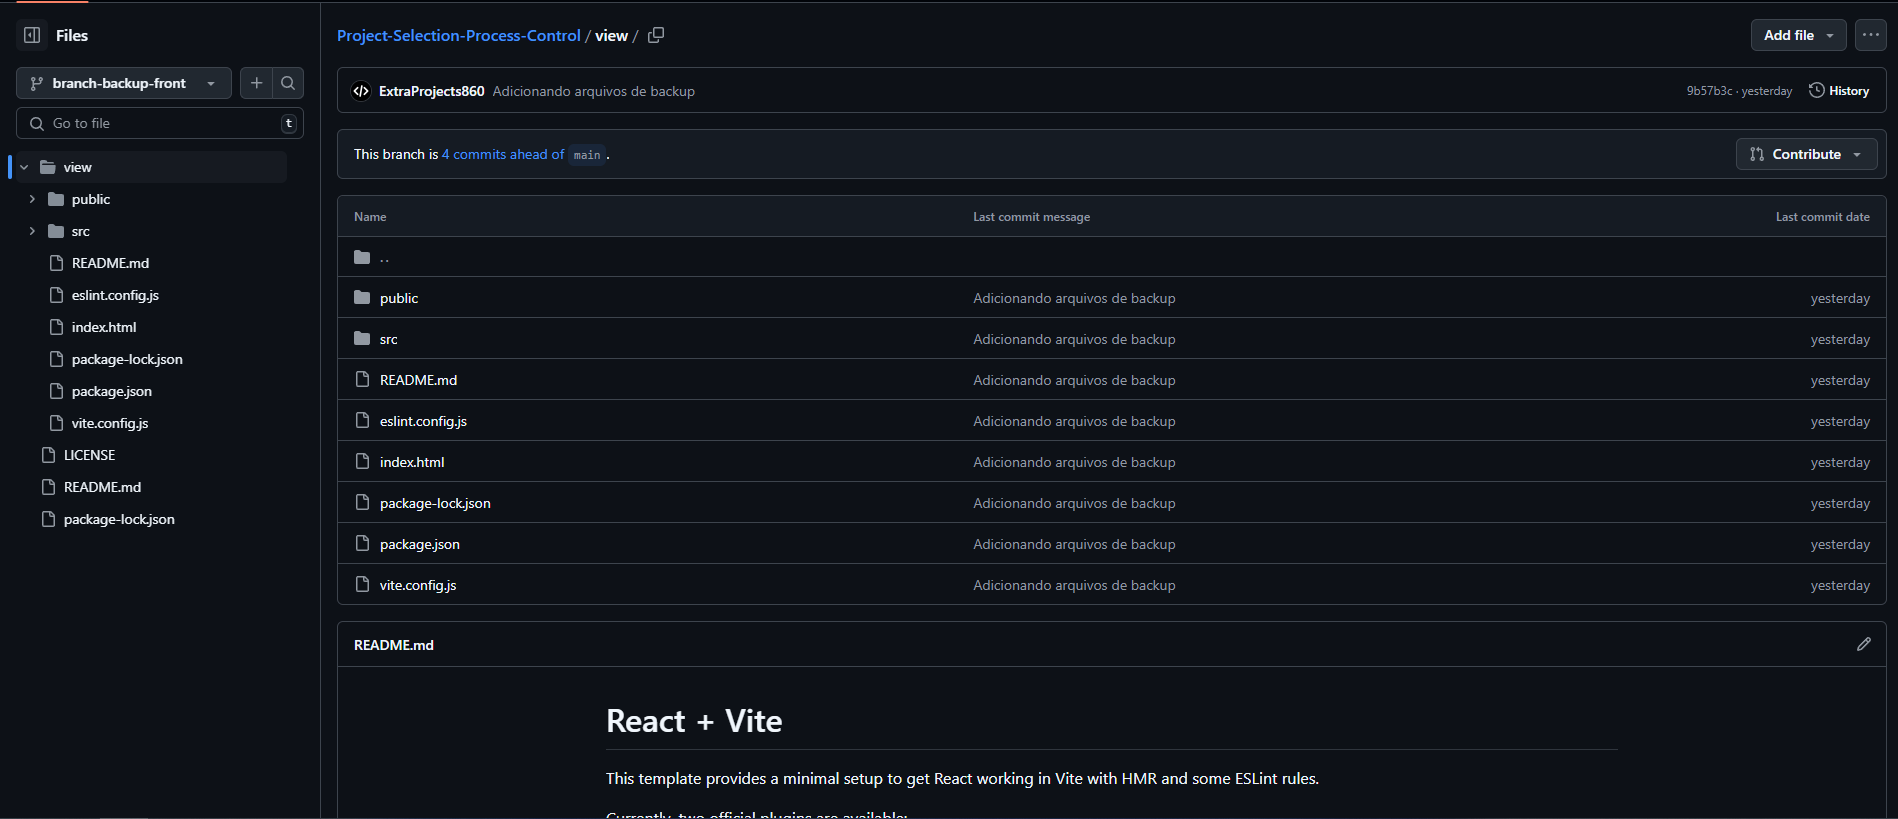 Files
branch-backup-front
Go to file
t
view
public
src
README.md
eslint.config.js
index.html
package-lock.json
package.json
vite.config.js
LICENSE
README.md
package-lock.json
Project-Selection-Process-Control / view /
Add file
ExtraProjects860 Adicionando arquivos de backup
9b57b3c · yesterday
History
This branch is 4 commits ahead of main .
Contribute
Name Last commit message Last commit date
..
public Adicionando arquivos de backup yesterday
src Adicionando arquivos de backup yesterday
README.md Adicionando arquivos de backup yesterday
eslint.config.js Adicionando arquivos de backup yesterday
index.html Adicionando arquivos de backup yesterday
package-lock.json Adicionando arquivos de backup yesterday
package.json Adicionando arquivos de backup yesterday
vite.config.js Adicionando arquivos de backup yesterday
README.md
React + Vite
This template provides a minimal setup to get React working in Vite with HMR and some ESLint rules.
Currently, two official plugins are available: